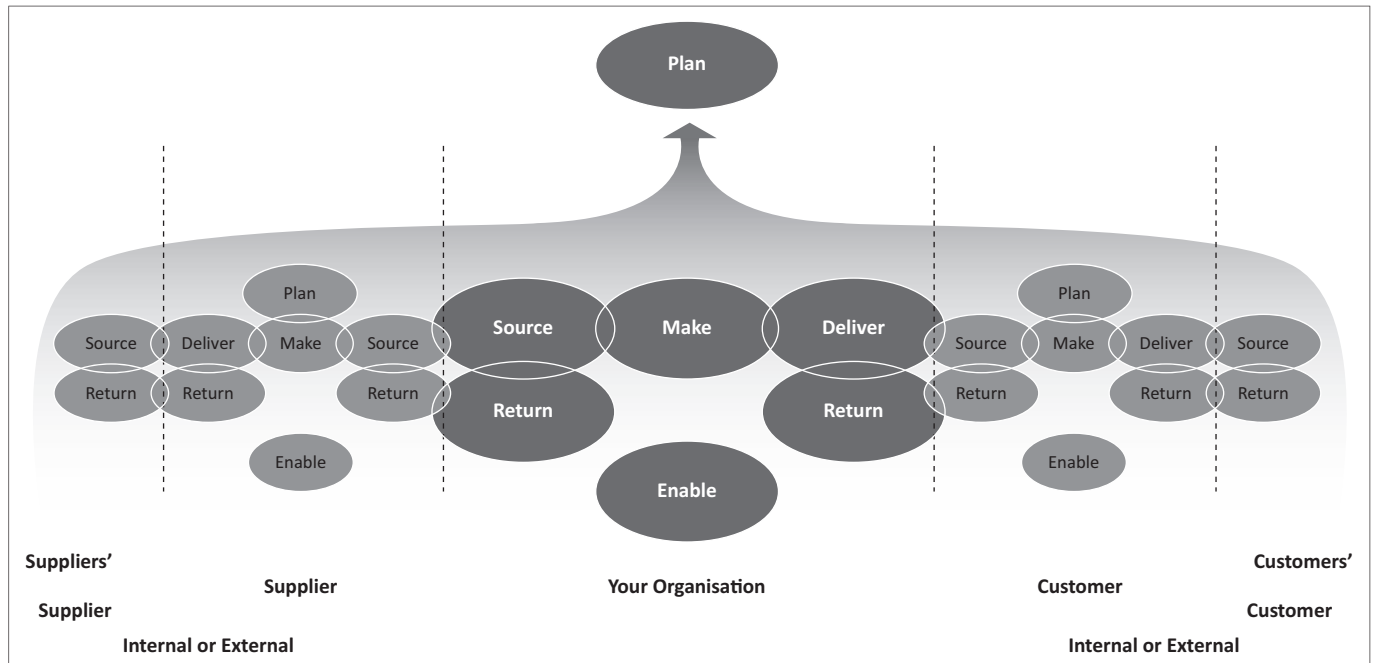 Plan
Plan
Plan
Source
Deliver
Make
Source
Source
Make
Deliver
Source
Make
Deliver
Source
Return
Return
Return
Return
Return
Return
Return
Return
Enable
Enable
Enable
Suppliers’
Supplier
Supplier
Your Organisation
Customer
Customers’
Customer
Internal or External
Internal or External